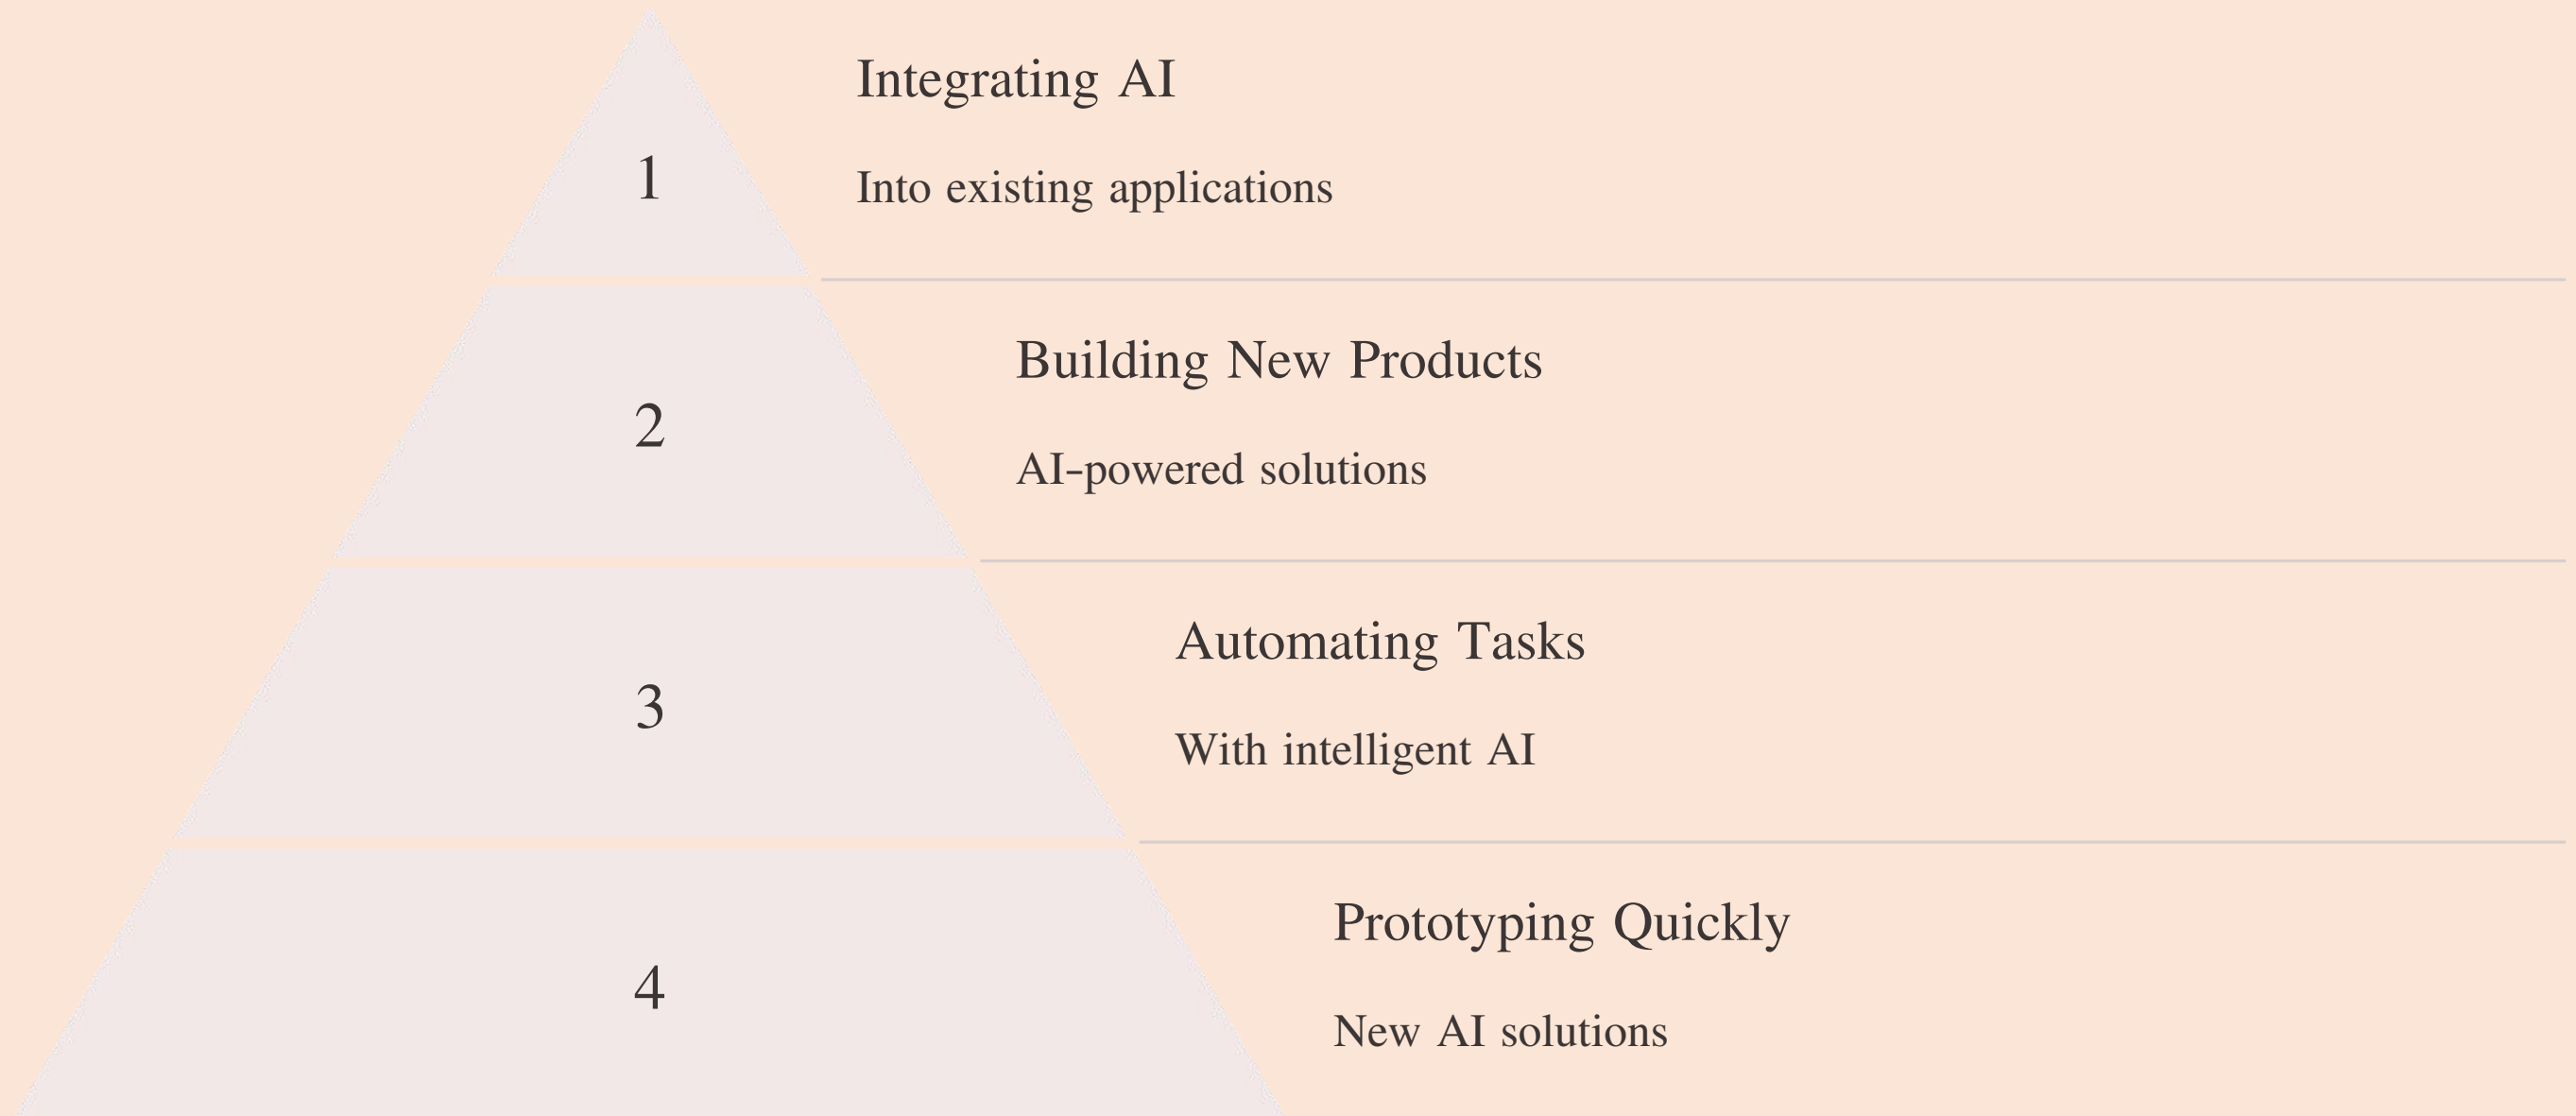 1
Integrating AI
Into existing applications
2
Building New Products
AI-powered solutions
3
Automating Tasks
With intelligent AI
4
Prototyping Quickly
New AI solutions